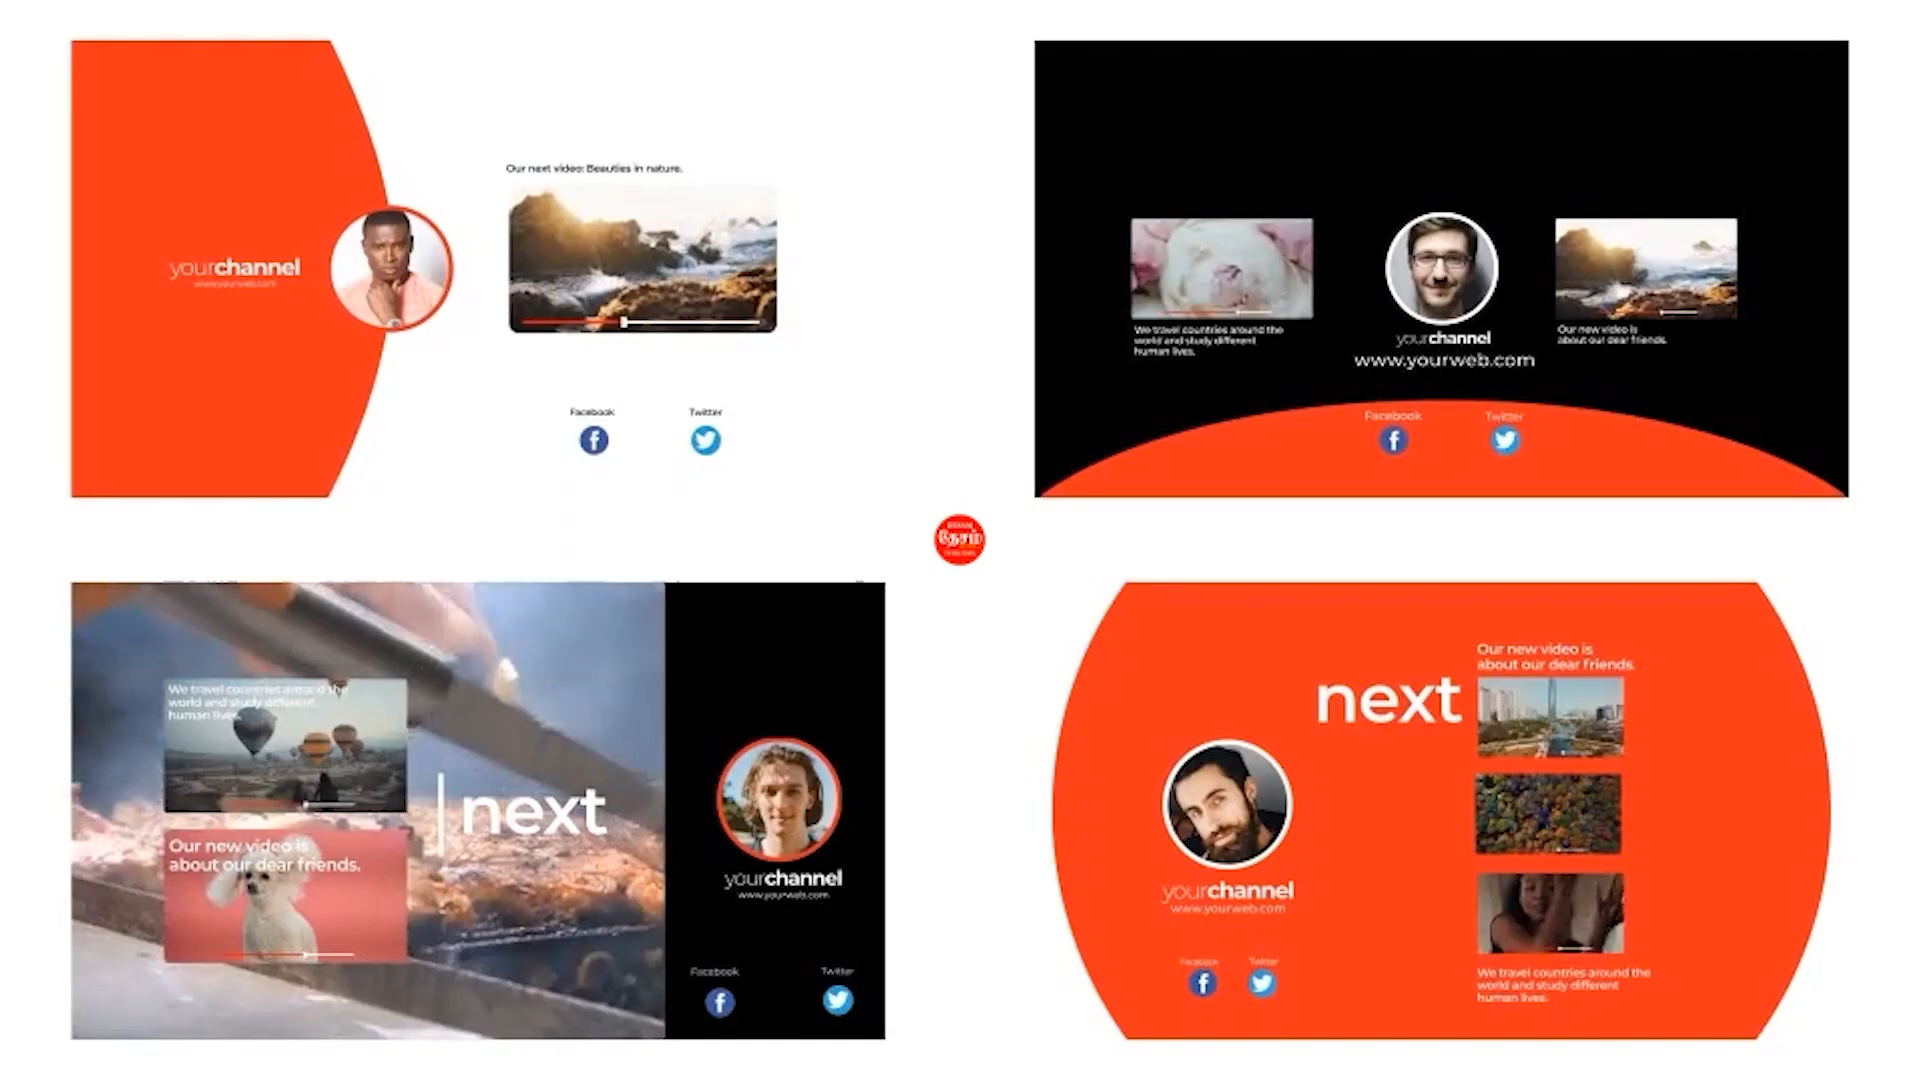 Our next video: Beauties in nature.
yourchannel
www.yourweb.com
Facebook
Twitter
We travel countries around the
world and study different
human lives.
yourchannel
www.yourweb.com
Our new video is
about our dear friends.
Facebook
Twitter
தேசம்
We travel countries around the
world and study different
human lives.
Our new video is
about our dear friends.
next
yourchannel
www.yourweb.com
Facebook
Twitter
Our new video is
about our dear friends.
next
yourchannel
www.yourweb.com
Facebook
Twitter
We travel countries around the
world and study different
human lives.